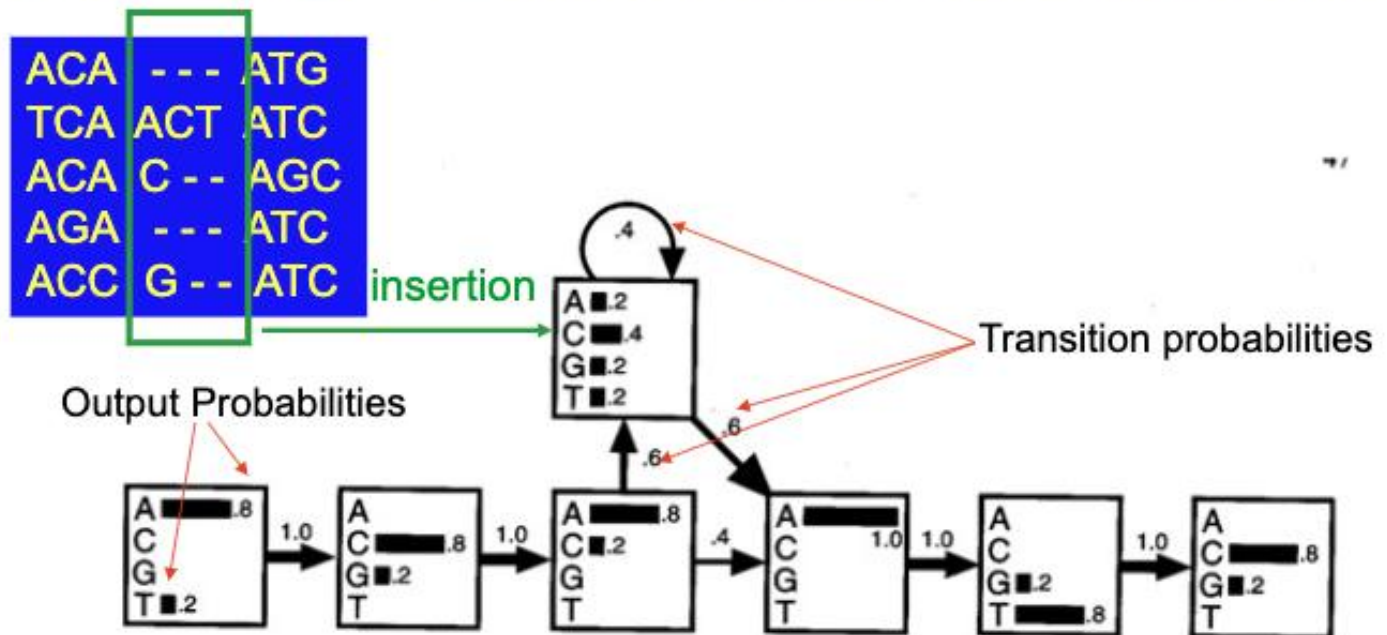 ACA --- ATG
TCA ACT ATC
ACA C-- AGC
AGA --- ATC
ACC G-- ATC
insertion
Output Probabilities
Transition probabilities
.4
A .2
C .4
G .2
T .2
.6
.6
A .8
C
G
T .2
1.0
A
C .8
G .2
T
1.0
A .8
C .2
G
T
.4
A 1.0
C
G
T
1.0
A
C
G .2
T .8
1.0
A
C .8
G .2
T